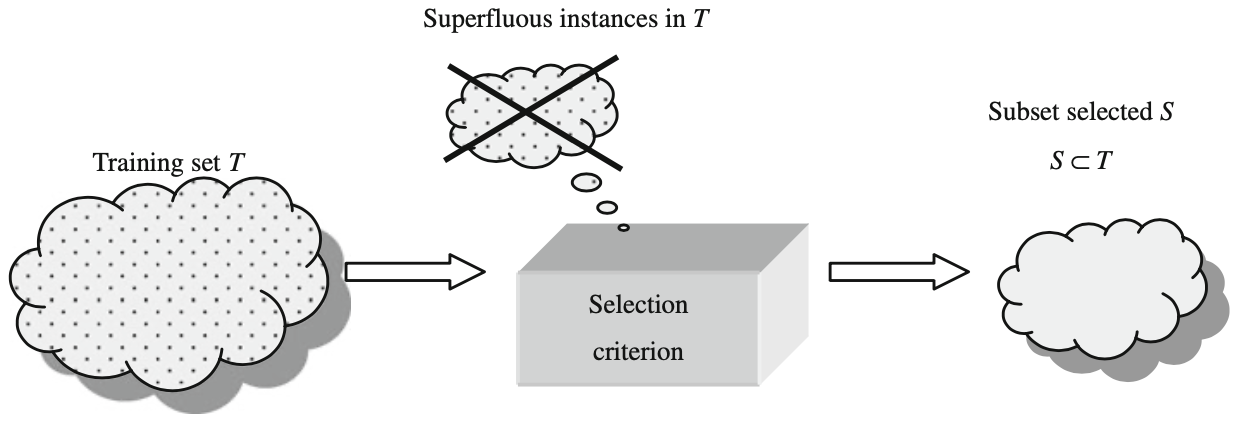 Superfluous instances in T
Training set T
Selection
criterion
Subset selected S
S ⊂ T